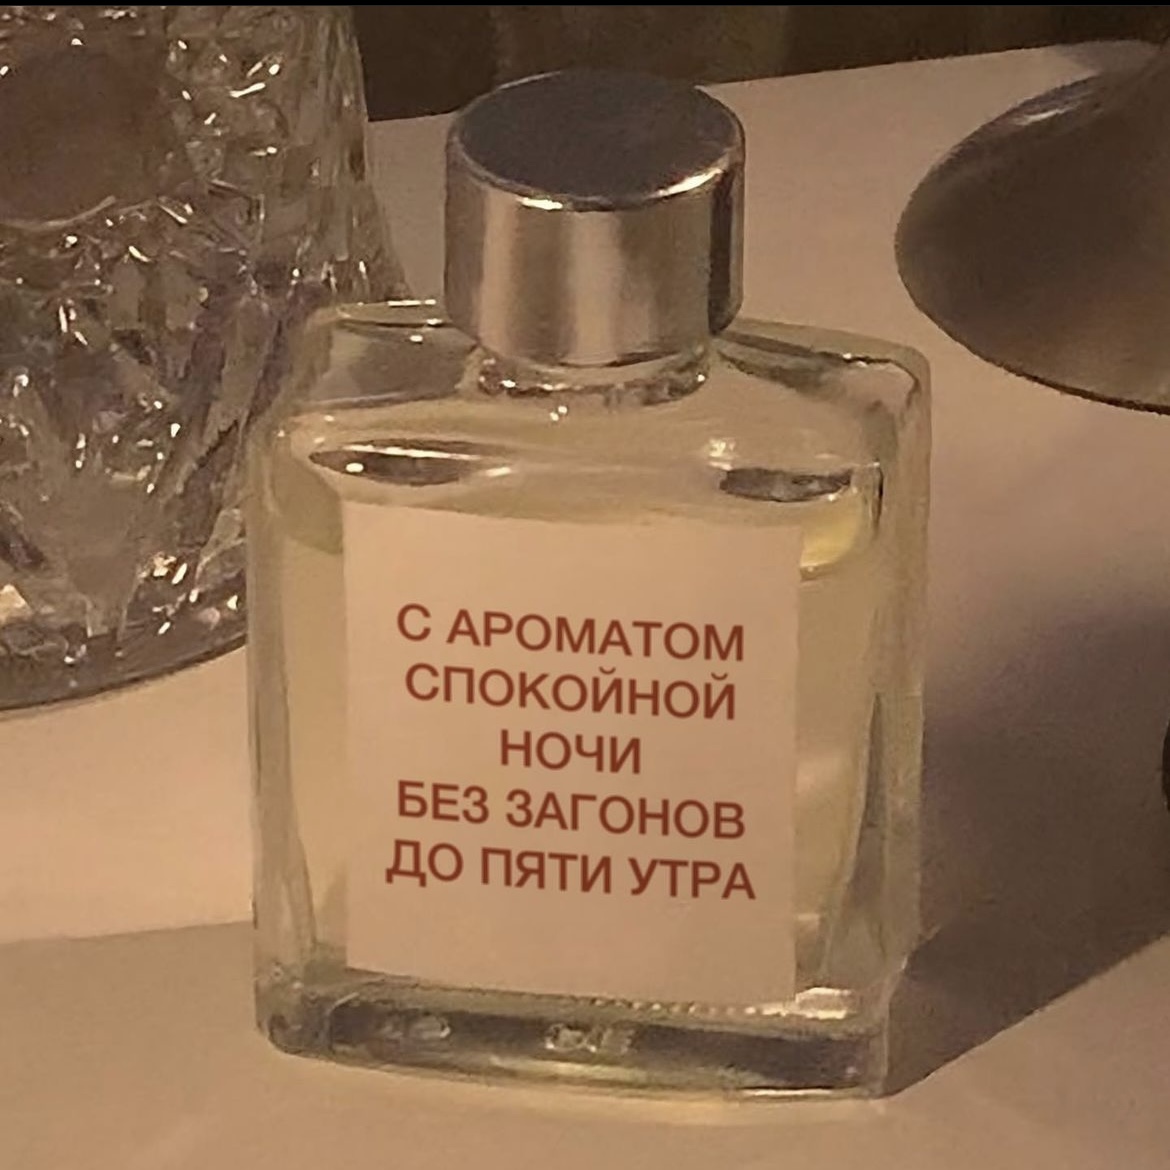 С АРОМАТОМ
СПОКОЙНОЙ
НОЧИ
БЕЗ ЗАГОНОВ
ДО ПЯТИ УТРА